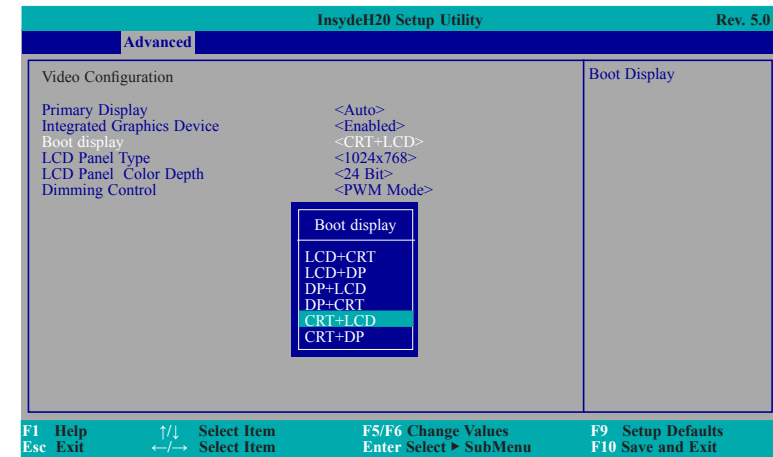 InsydeH20 Setup Utility Rev. 5.0
Advanced
Video Configuration
Primary Display <Auto>
Integrated Graphics Device <Enabled>
Boot display <CRT+LCD>
LCD Panel Type <1024x768>
LCD Panel Color Depth <24 Bit>
Dimming Control <PWM Mode>
Boot display
LCD+CRT
LCD+DP
DP+LCD
DP+CRT
CRT+LCD
CRT+DP
Boot Display
F1 Help ↑/↓ Select Item F5/F6 Change Values F9 Setup Defaults
Esc Exit ←/→ Select Item Enter Select ▶ SubMenu F10 Save and Exit